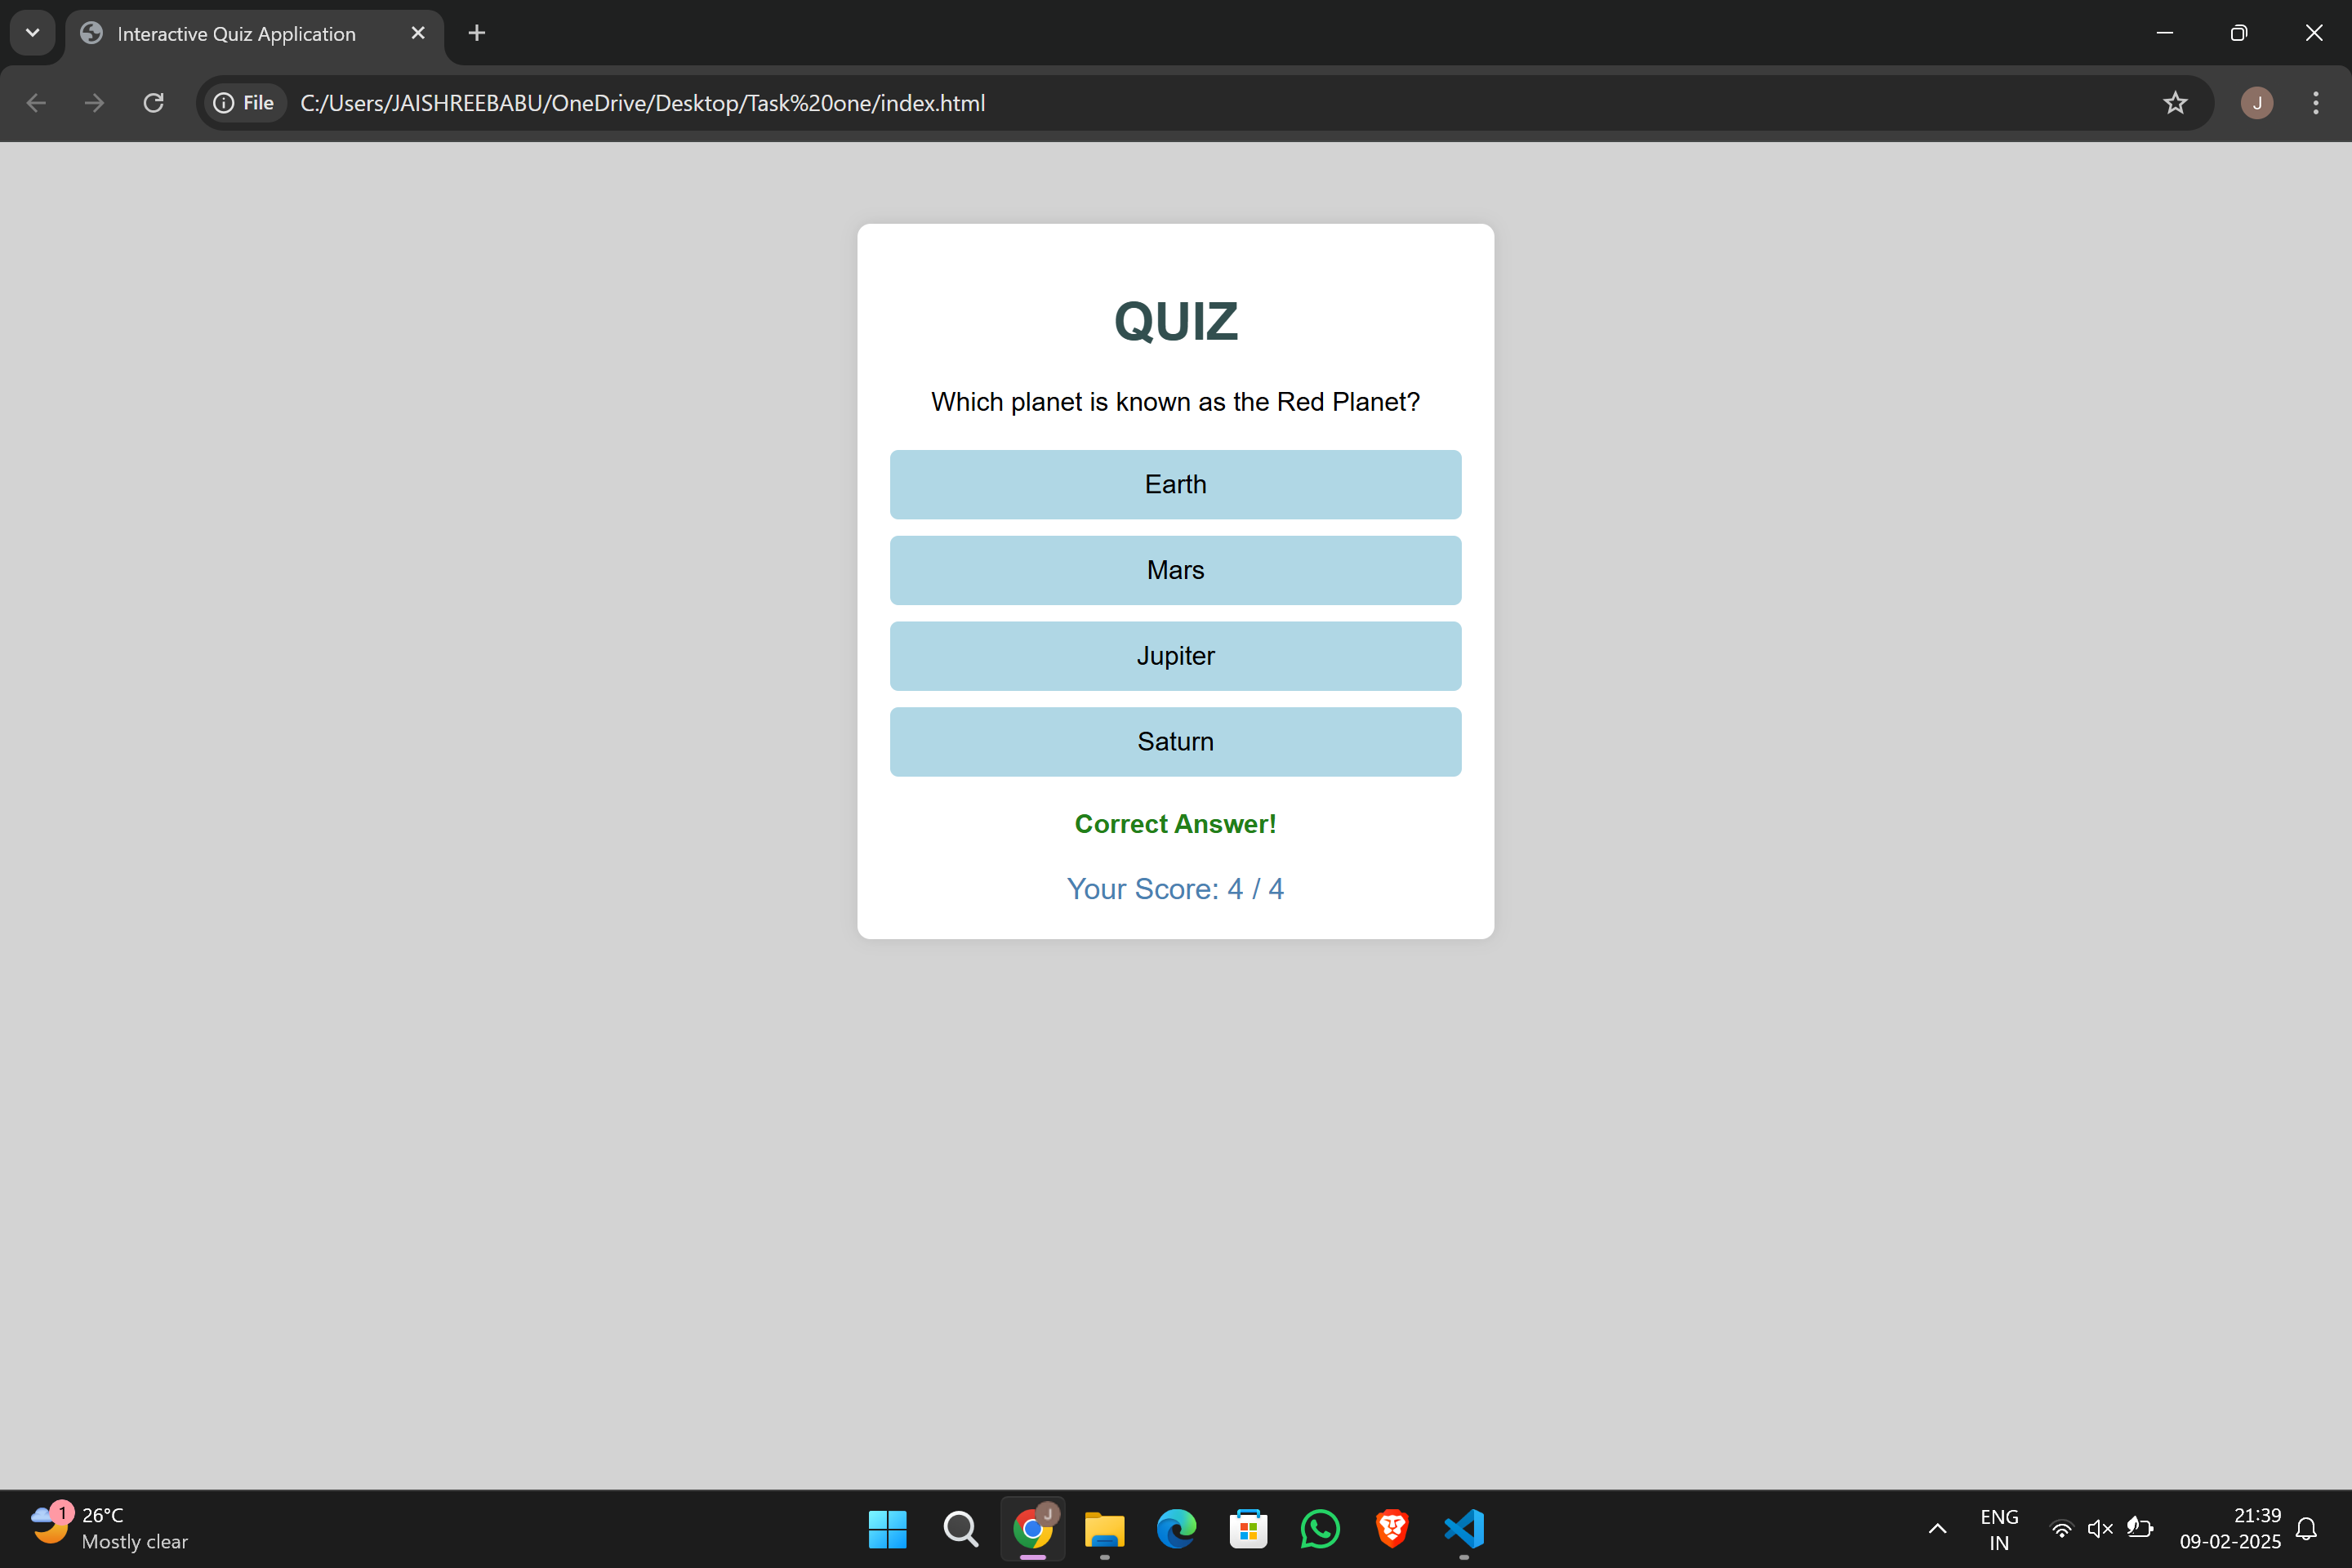 Interactive Quiz Application
File
C:/Users/JAISHREEBABU/OneDrive/Desktop/Task%20one/index.html
J
QUIZ
Which planet is known as the Red Planet?
Earth
Mars
Jupiter
Saturn
Correct Answer!
Your Score: 4 / 4
1
26°C
Mostly clear
J
ENG
IN
21:39
09-02-2025